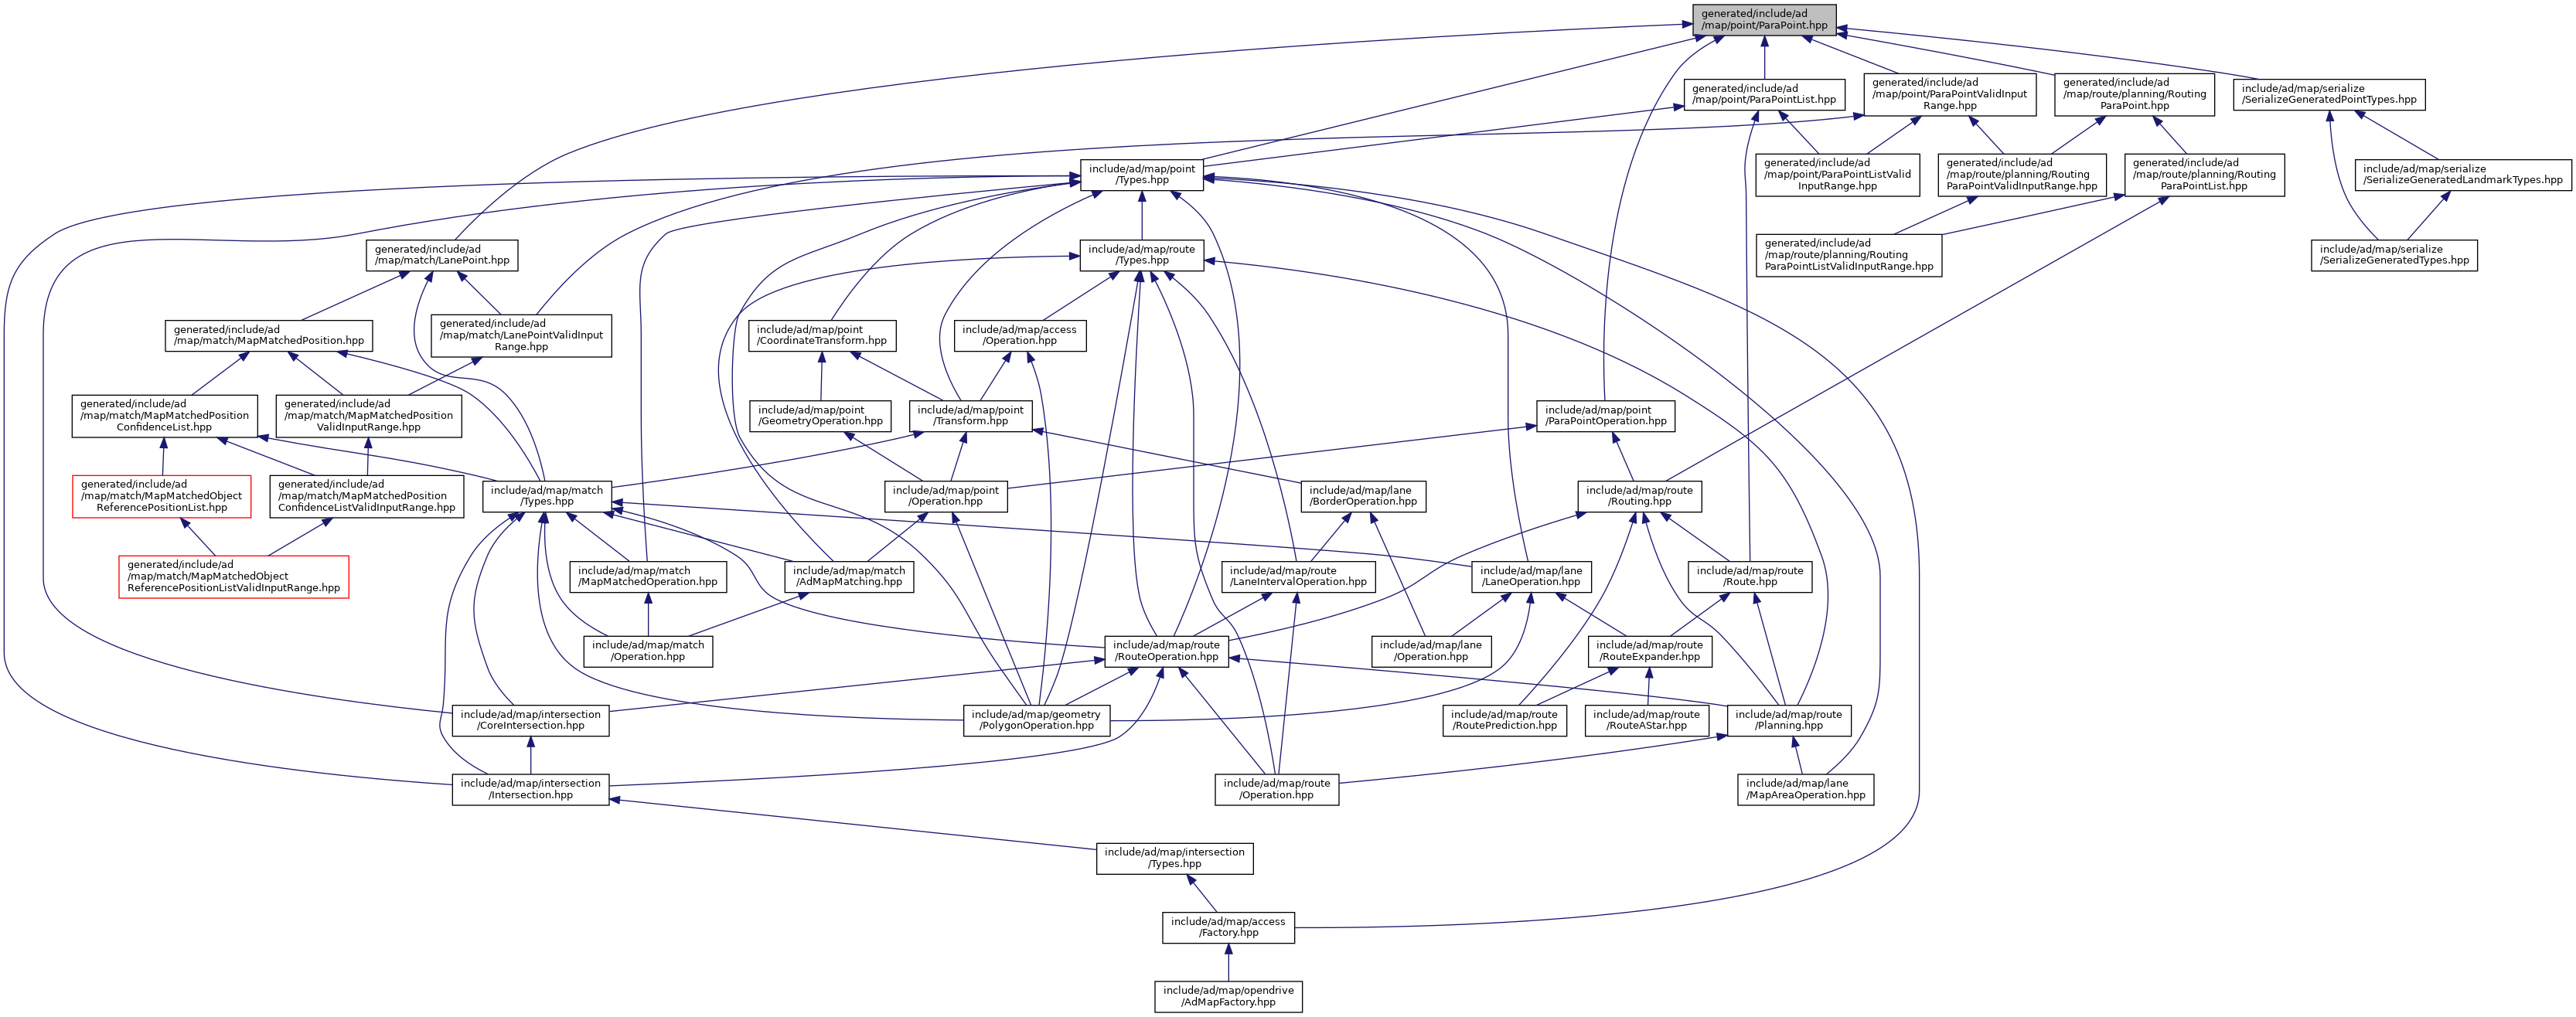 generated/include/ad
/map/point/ParaPoint.hpp
generated/include/ad
/map/point/ParaPointList.hpp
generated/include/ad
/map/point/ParaPointValidInput
Range.hpp
generated/include/ad
/map/route/planning/Routing
ParaPoint.hpp
include/ad/map/serialize
/SerializeGeneratedPointTypes.hpp
include/ad/map/point
/Types.hpp
generated/include/ad
/map/point/ParaPointListValid
InputRange.hpp
generated/include/ad
/map/route/planning/Routing
ParaPointValidInputRange.hpp
generated/include/ad
/map/route/planning/Routing
ParaPointList.hpp
include/ad/map/serialize
/SerializeGeneratedLandmarkTypes.hpp
generated/include/ad
/map/match/LanePoint.hpp
include/ad/map/route
/Types.hpp
generated/include/ad
/map/route/planning/Routing
ParaPointListValidInputRange.hpp
include/ad/map/serialize
/SerializeGeneratedTypes.hpp
generated/include/ad
/map/match/MapMatchedPosition.hpp
generated/include/ad
/map/match/LanePointValidInput
Range.hpp
include/ad/map/point
/CoordinateTransform.hpp
include/ad/map/access
/Operation.hpp
generated/include/ad
/map/match/MapMatchedPosition
ConfidenceList.hpp
generated/include/ad
/map/match/MapMatchedPosition
ValidInputRange.hpp
include/ad/map/point
/GeometryOperation.hpp
include/ad/map/point
/Transform.hpp
include/ad/map/point
/ParaPointOperation.hpp
generated/include/ad
/map/match/MapMatchedObject
ReferencePositionList.hpp
generated/include/ad
/map/match/MapMatchedPosition
ConfidenceListValidInputRange.hpp
include/ad/map/match
/Types.hpp
include/ad/map/point
/Operation.hpp
include/ad/map/lane
/BorderOperation.hpp
include/ad/map/route
/Routing.hpp
generated/include/ad
/map/match/MapMatchedObject
ReferencePositionListValidInputRange.hpp
include/ad/map/match
/MapMatchedOperation.hpp
include/ad/map/match
/AdMapMatching.hpp
include/ad/map/route
/LaneIntervalOperation.hpp
include/ad/map/lane
/LaneOperation.hpp
include/ad/map/route
/Route.hpp
include/ad/map/match
/Operation.hpp
include/ad/map/route
/RouteOperation.hpp
include/ad/map/lane
/Operation.hpp
include/ad/map/route
/RouteExpander.hpp
include/ad/map/intersection
/CoreIntersection.hpp
include/ad/map/geometry
/PolygonOperation.hpp
include/ad/map/route
/RoutePrediction.hpp
include/ad/map/route
/RouteAStar.hpp
include/ad/map/route
/Planning.hpp
include/ad/map/intersection
/Intersection.hpp
include/ad/map/route
/Operation.hpp
include/ad/map/lane
/MapAreaOperation.hpp
include/ad/map/intersection
/Types.hpp
include/ad/map/access
/Factory.hpp
include/ad/map/opendrive
/AdMapFactory.hpp